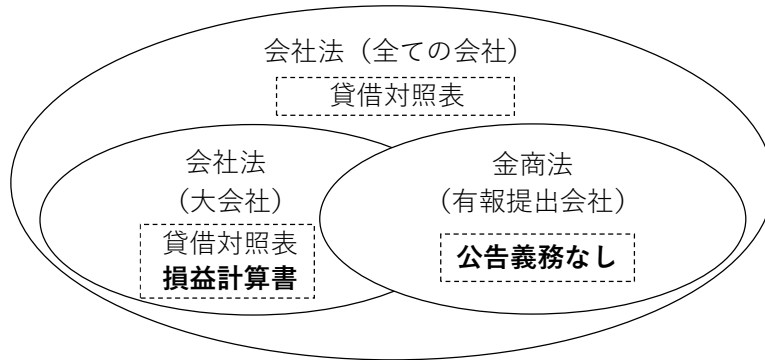 会社法（全ての会社）
貸借対照表
会社法
（大会社）
貸借対照表
損益計算書
金商法
（有報提出会社）
公告義務なし